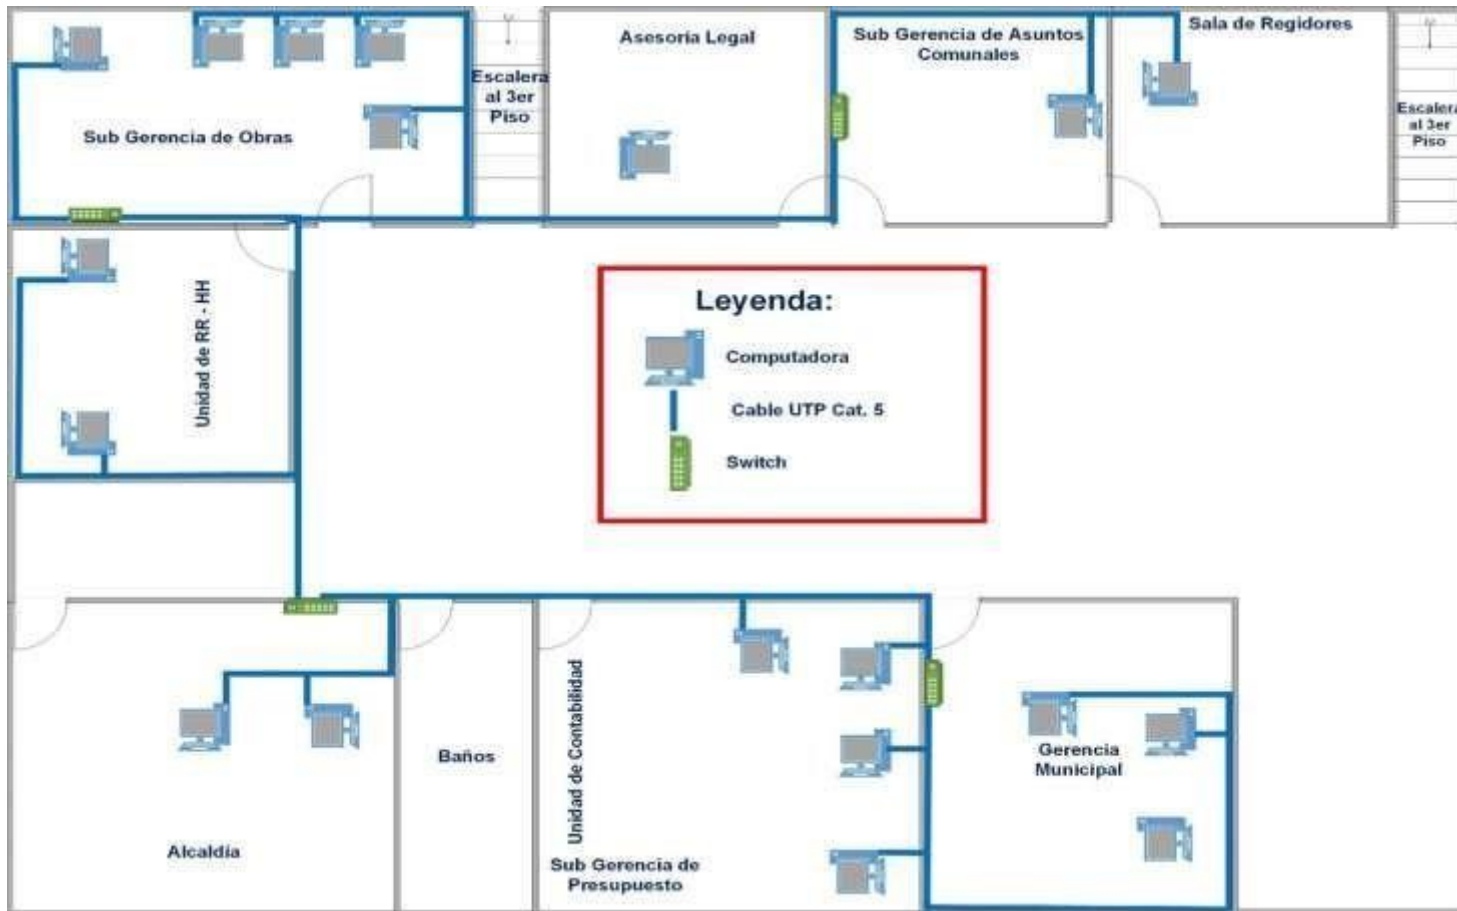 Sub Gerencia de Obras
Escalera
al 3er
Piso
Asesoría Legal
Sub Gerencia de Asuntos
Comunales
Sala de Regidores
Escalera
al 3er
Piso
Unidad de RR - HH
Leyenda:
Computadora
Cable UTP Cat. 5
Switch
Alcaldía
Baños
Unidad de Contabilidad
Sub Gerencia de
Presupuesto
Gerencia
Municipal